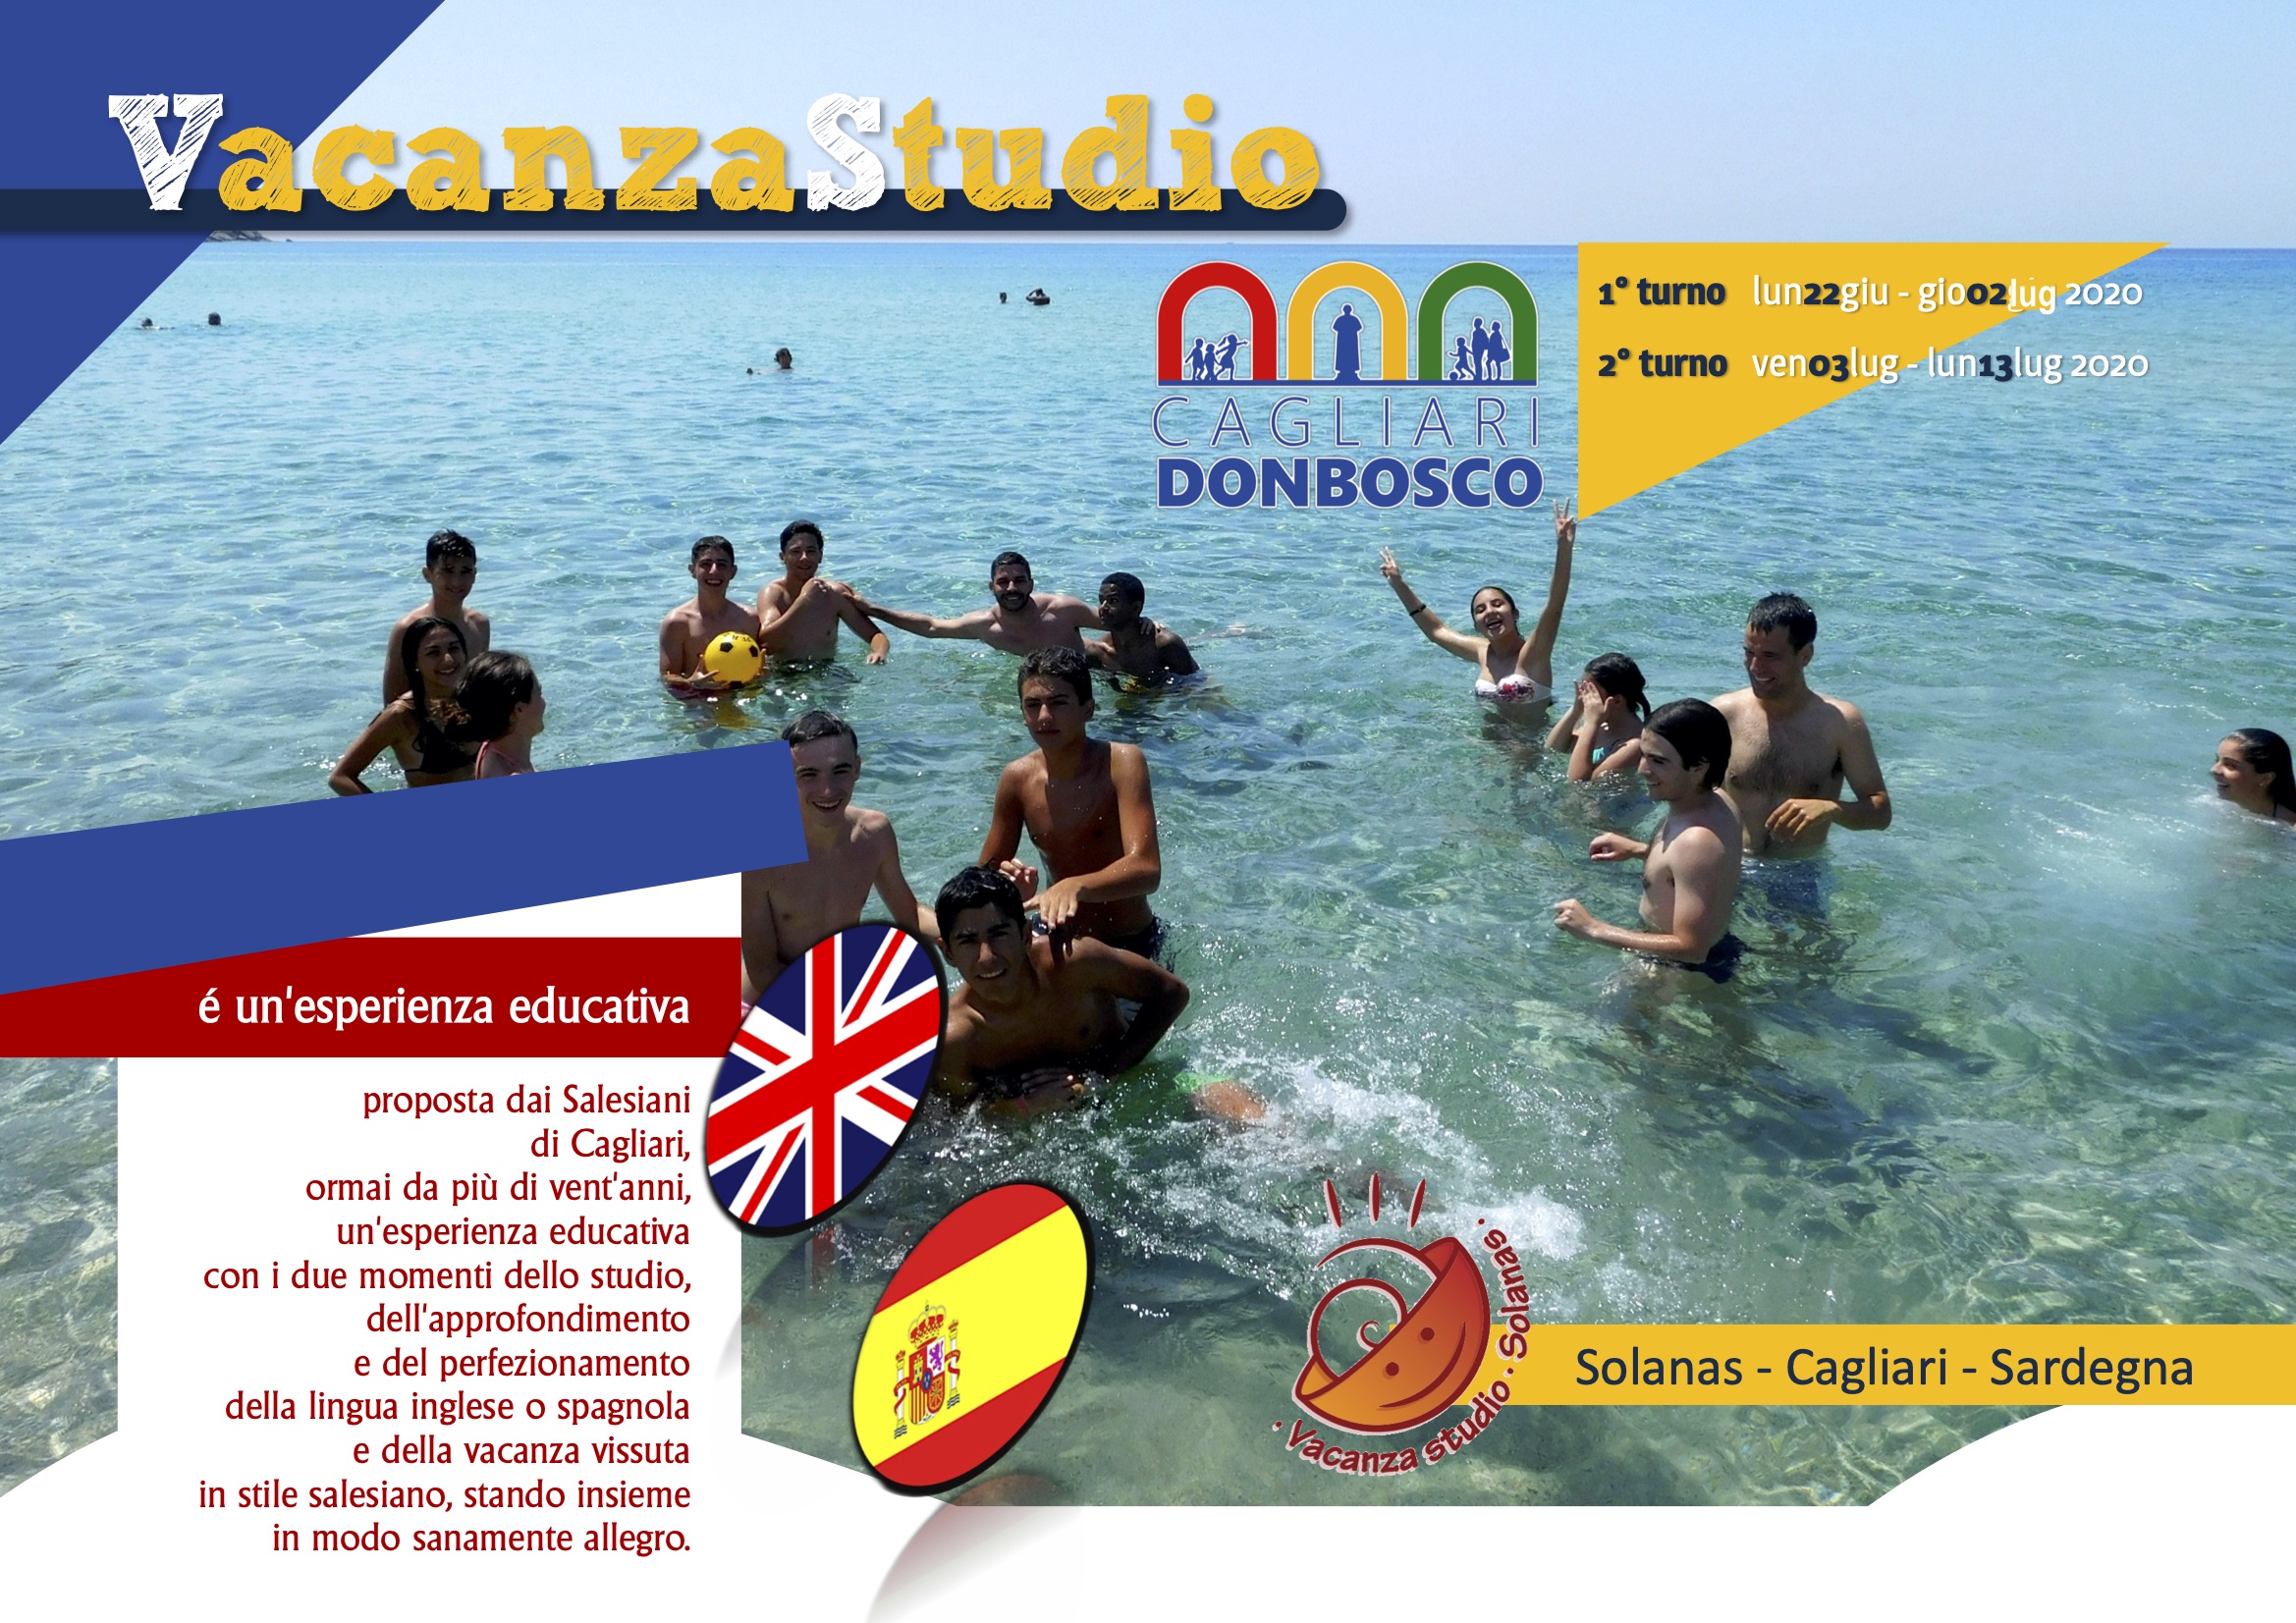 VacanzaStudio
CAGLIARI
DONBOSCO
1° turno lun22giu - gio02lug 2020
2° turno ven03lug - lun13lug 2020
é un'esperienza educativa
proposta dai Salesiani
di Cagliari,
ormai da più di vent'anni,
un'esperienza educativa
con i due momenti dello studio,
dell'approfondimento
e del perfezionamento
della lingua inglese o spagnola
e della vacanza vissuta
in stile salesiano, stando insieme
in modo sanamente allegro.
· Vacanza studio · Solanas ·
Solanas - Cagliari - Sardegna